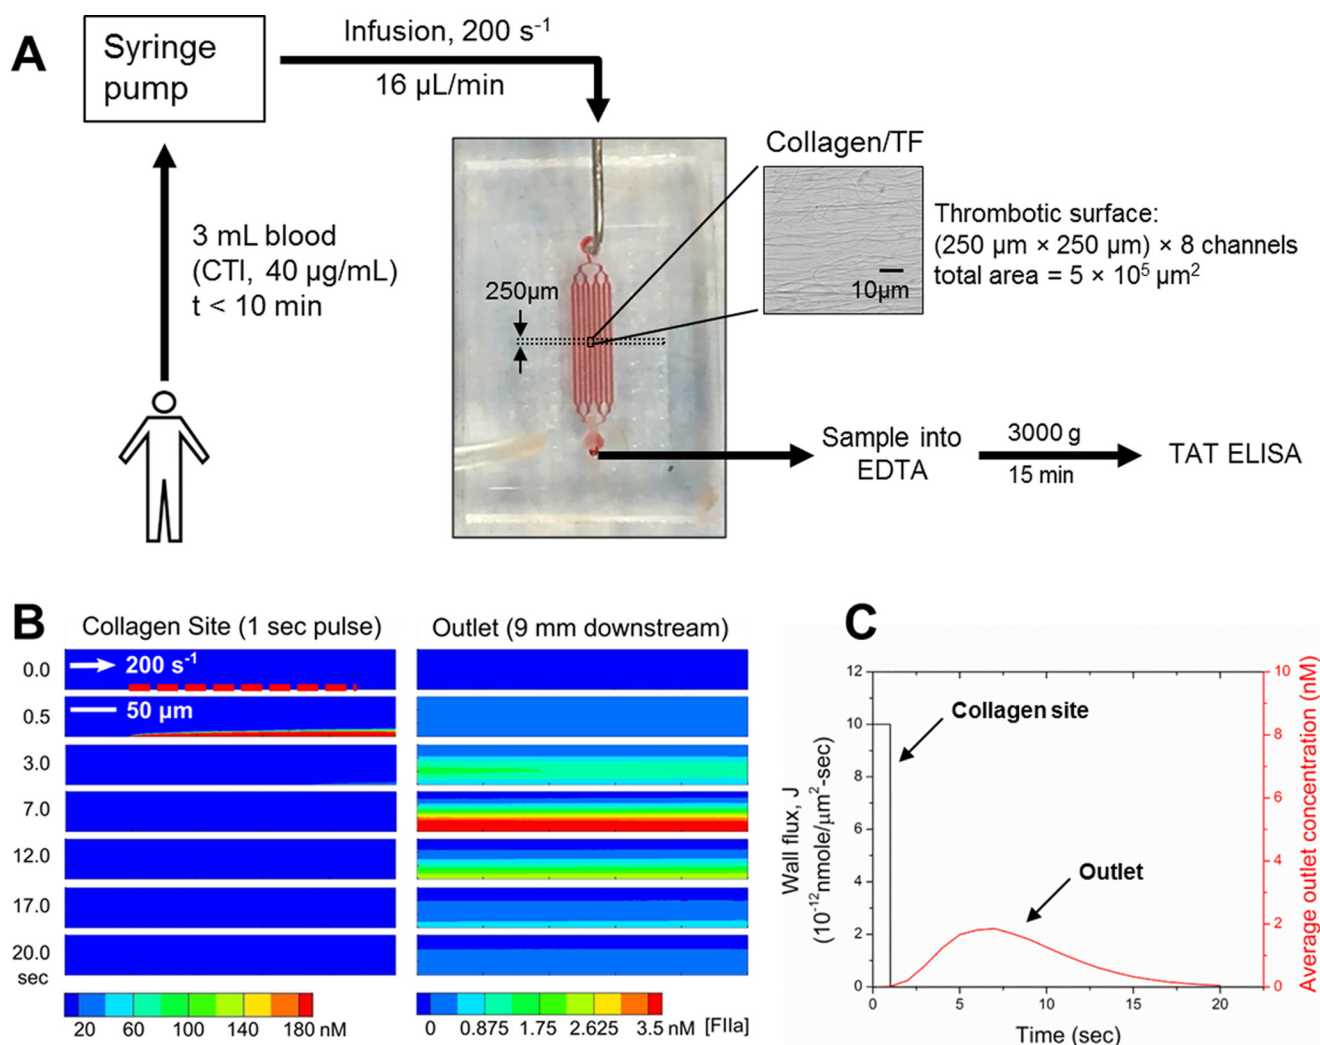 A
Syringe
pump
Infusion, 200 s⁻¹
16 µL/min
3 mL blood
(CTI, 40 µg/mL)
t < 10 min
250µm
Collagen/TF
10µm
Thrombotic surface:
(250 µm × 250 µm) × 8 channels
total area = 5 × 10⁵ µm²
Sample into
EDTA
3000 g
15 min
TAT ELISA
B
Collagen Site (1 sec pulse)
Outlet (9 mm downstream)
0.0
200 s⁻¹
0.5
50 µm
3.0
7.0
12.0
17.0
20.0
sec
20 60 100 140 180 nM
0 0.875 1.75 2.625 3.5 nM [FIIa]
C
12
10
8
6
4
2
0
Wall flux, J
(10⁻¹²nmole/µm²-sec)
Collagen site
Outlet
10
8
6
4
2
0
Average outlet concentration (nM)
0 5 10 15 20
Time (sec)